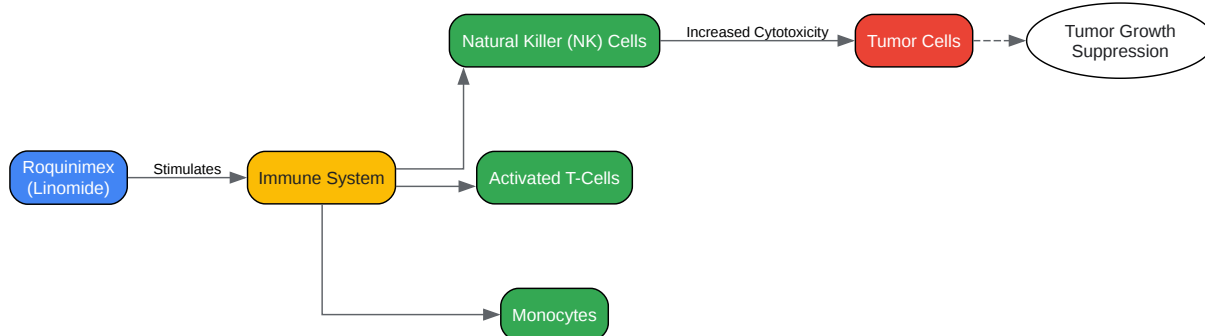 Natural Killer (NK) Cells
Increased Cytotoxicity
Tumor Cells
Tumor Growth
Suppression
Roquinimex
(Linomide)
Stimulates
Immune System
Activated T-Cells
Monocytes